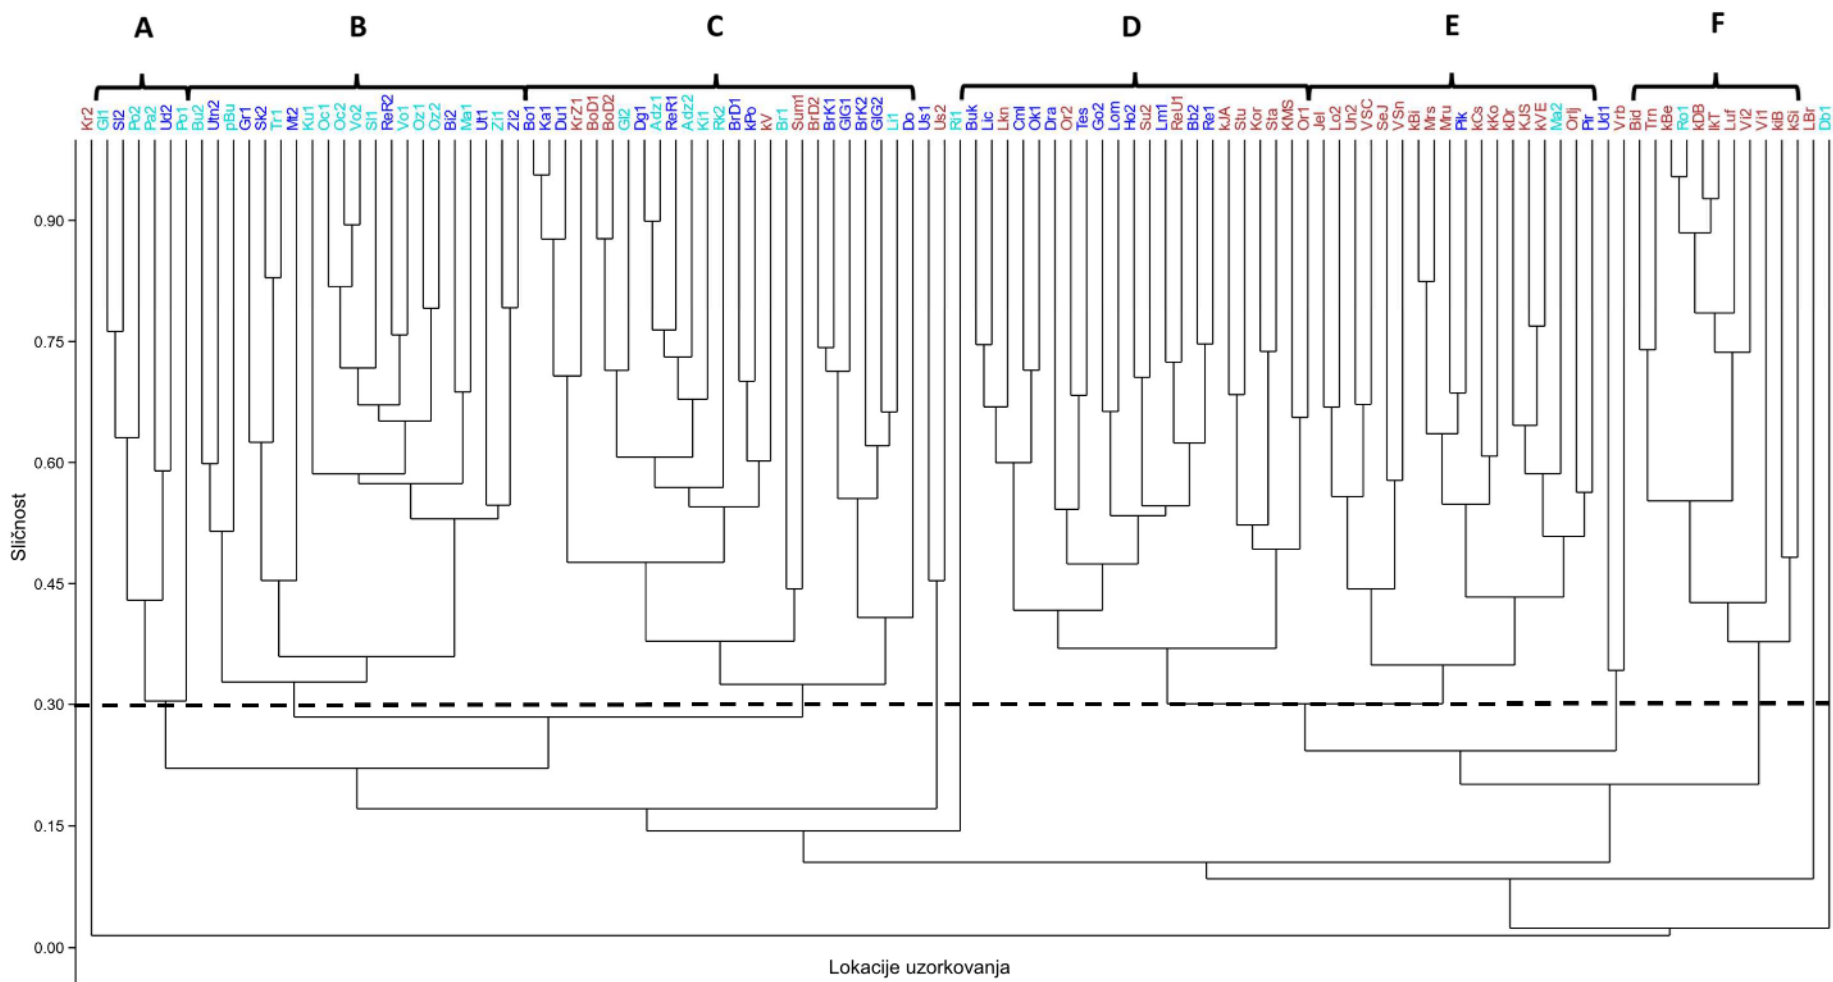 A B C D E F
Kr2 Gl1 Sl2 Po2 Pa2 Ud2 Po1 Bu2 Utn2 pBu Gr1 Sk2 Tr1 Mt2 Ku1 Oc1 Oc2 Vo2 Sl1 ReR2 Vo1 Oz1 Oz2 Bi2 Ma1 Ut1 Zi1 Zi2 Bo1 Ka1 Du1 KrZ1 BoD1 BoD2 Gl2 Dg1 Adz1 ReR1 Adz2 Kl1 Rk2 BrD1 kPo kV Br1 Sum1 BrD2 BrK1 GlG1 BrK2 GlG2 Li1 Do Us1 Us2 Ri1 Buk Lic Lkn Cml Ok1 Dra Or2 Tes Go2 Lom Ho2 Su2 Lm1 ReU1 Bb2 Re1 kJA Stu Kor Sta KMS Or1 Jel Lo2 Un2 VSC SeJ VSn kBi Mrs Mru Plk kCs kKo kDr KJS kVE Ma2 Orlj Pir Ud1 Vrb Bid Trn kBe Ro1 kDB lkT Luf Vi2 Vi1 kiB kSi LBr Db1
0.90
0.75
0.60
0.45
0.30
0.15
0.00
Sličnost
Lokacije uzorkovanja